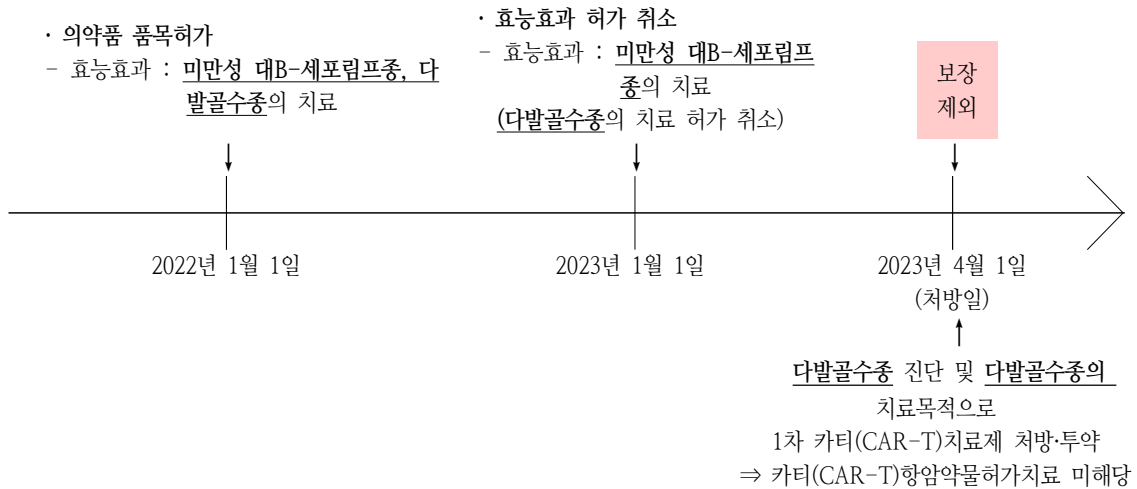 · 의약품 품목허가
- 효능효과 : 미만성 대B-세포림프종, 다
발골수종의 치료
· 효능효과 허가 취소
- 효능효과 : 미만성 대B-세포림프
종의 치료
(다발골수종의 치료 허가 취소)
보장
제외
2022년 1월 1일
2023년 1월 1일
2023년 4월 1일
(처방일)
다발골수종 진단 및 다발골수종의
치료목적으로
1차 카티(CAR-T)치료제 처방·투약
⇒ 카티(CAR-T)항암약물허가치료 미해당